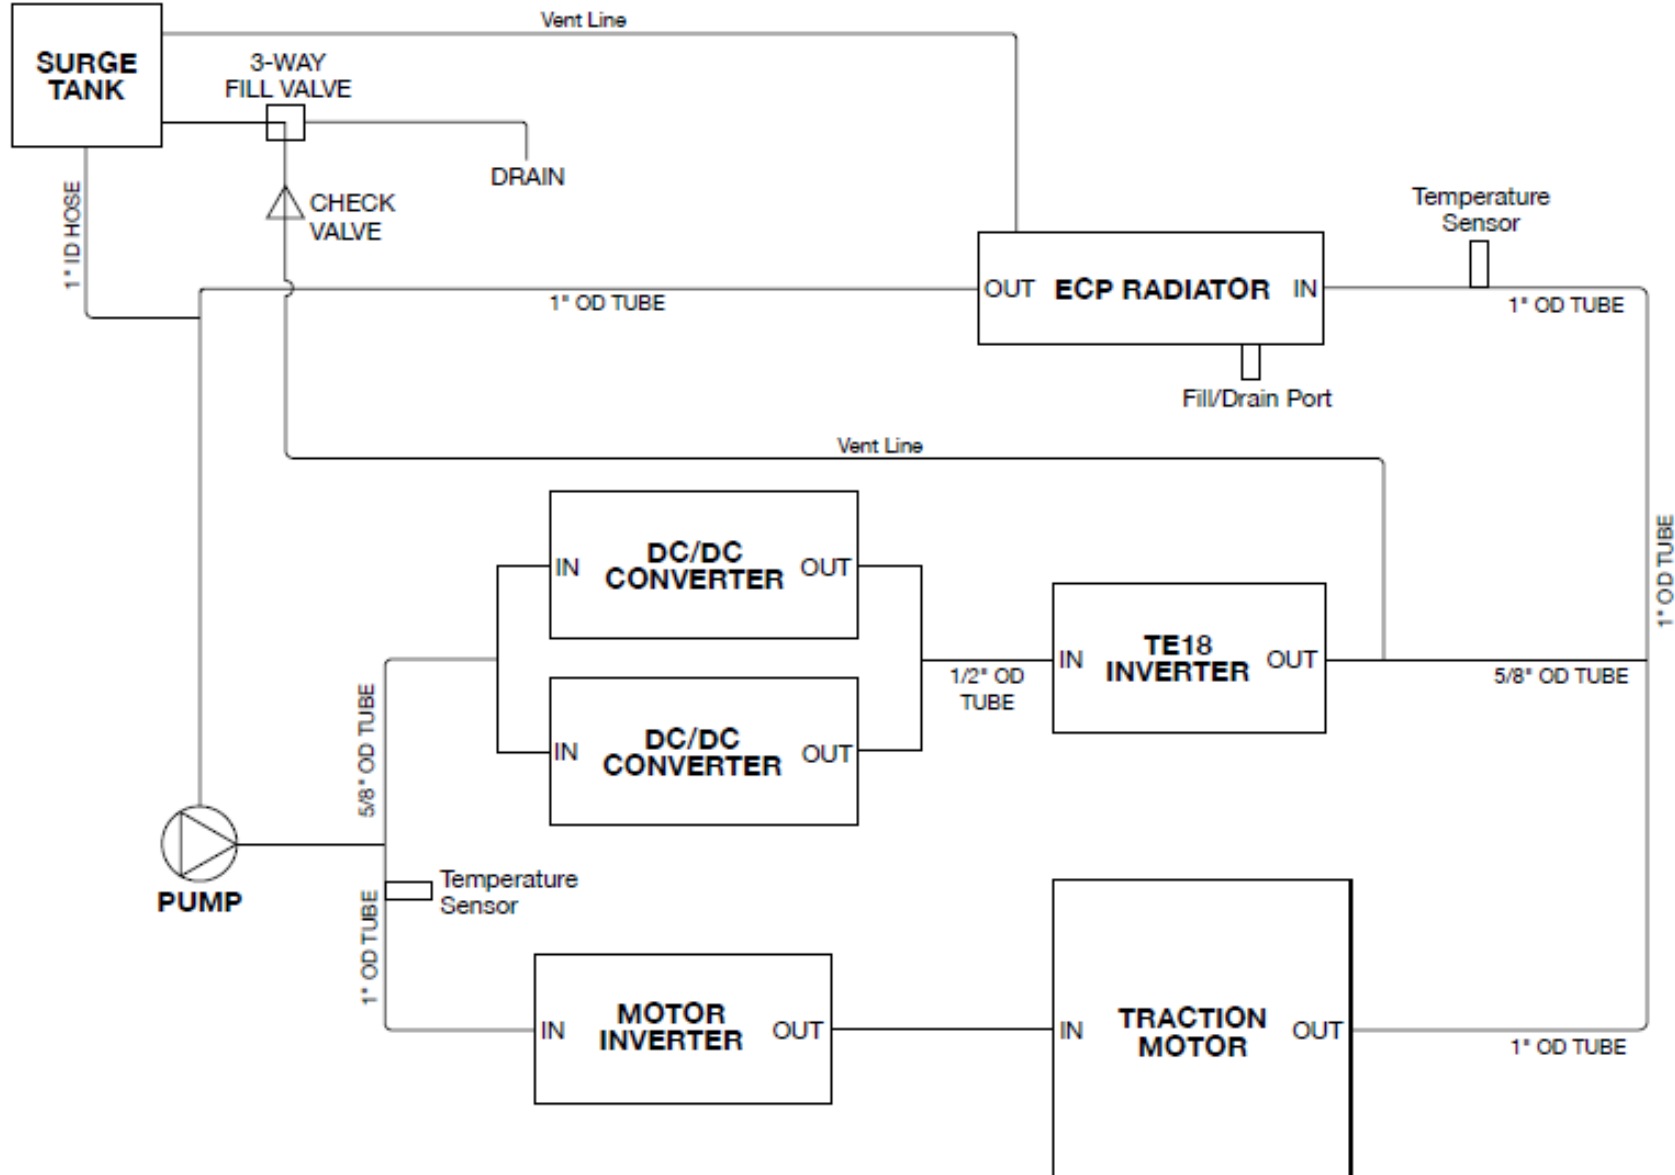 Vent Line
SURGE
TANK
3-WAY
FILL VALVE
DRAIN
CHECK
VALVE
1" ID HOSE
Temperature
Sensor
OUT ECP RADIATOR IN
1" OD TUBE
1" OD TUBE
Fill/Drain Port
Vent Line
1" OD TUBE
IN DC/DC OUT
CONVERTER
IN TE18 OUT
INVERTER
1/2" OD
TUBE
5/8" OD TUBE
5/8" OD TUBE
IN DC/DC OUT
CONVERTER
PUMP
Temperature
Sensor
1" OD TUBE
IN MOTOR OUT
INVERTER
IN TRACTION OUT
MOTOR
1" OD TUBE